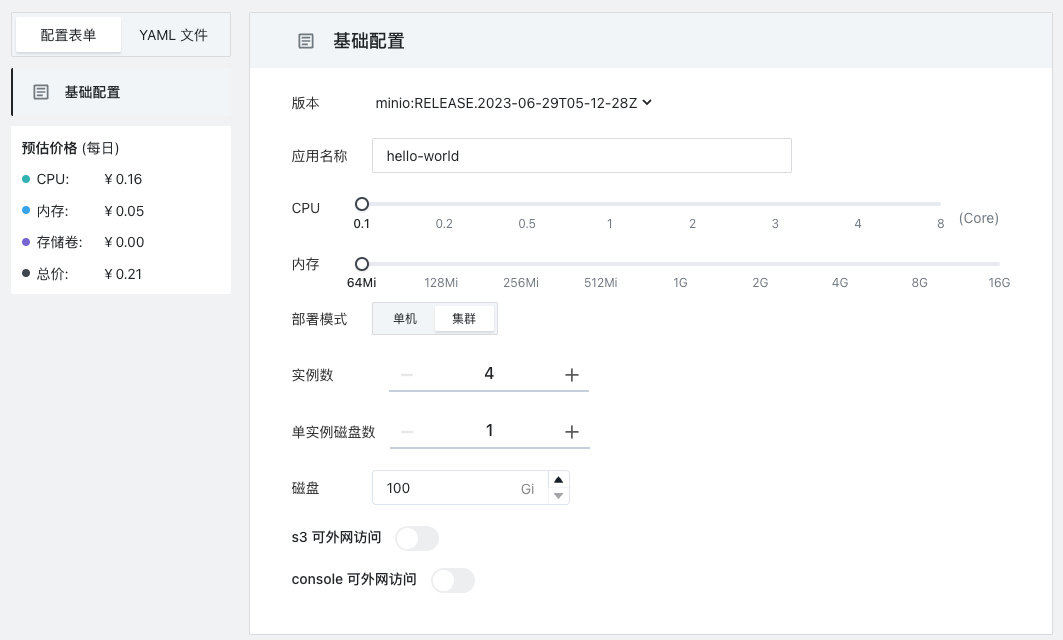 配置表单 YAML 文件
基础配置
预估价格 (每日)
CPU: ¥ 0.16
内存: ¥ 0.05
存储卷: ¥ 0.00
总价: ¥ 0.21
基础配置
版本 minio:RELEASE.2023-06-29T05-12-28Z
应用名称 hello-world
CPU
0.1 0.2 0.5 1 2 3 4 8 (Core)
内存
64Mi 128Mi 256Mi 512Mi 1G 2G 4G 8G 16G
部署模式 单机 集群
实例数 − 4 +
单实例磁盘数 − 1 +
磁盘 100 Gi
s3 可外网访问
console 可外网访问